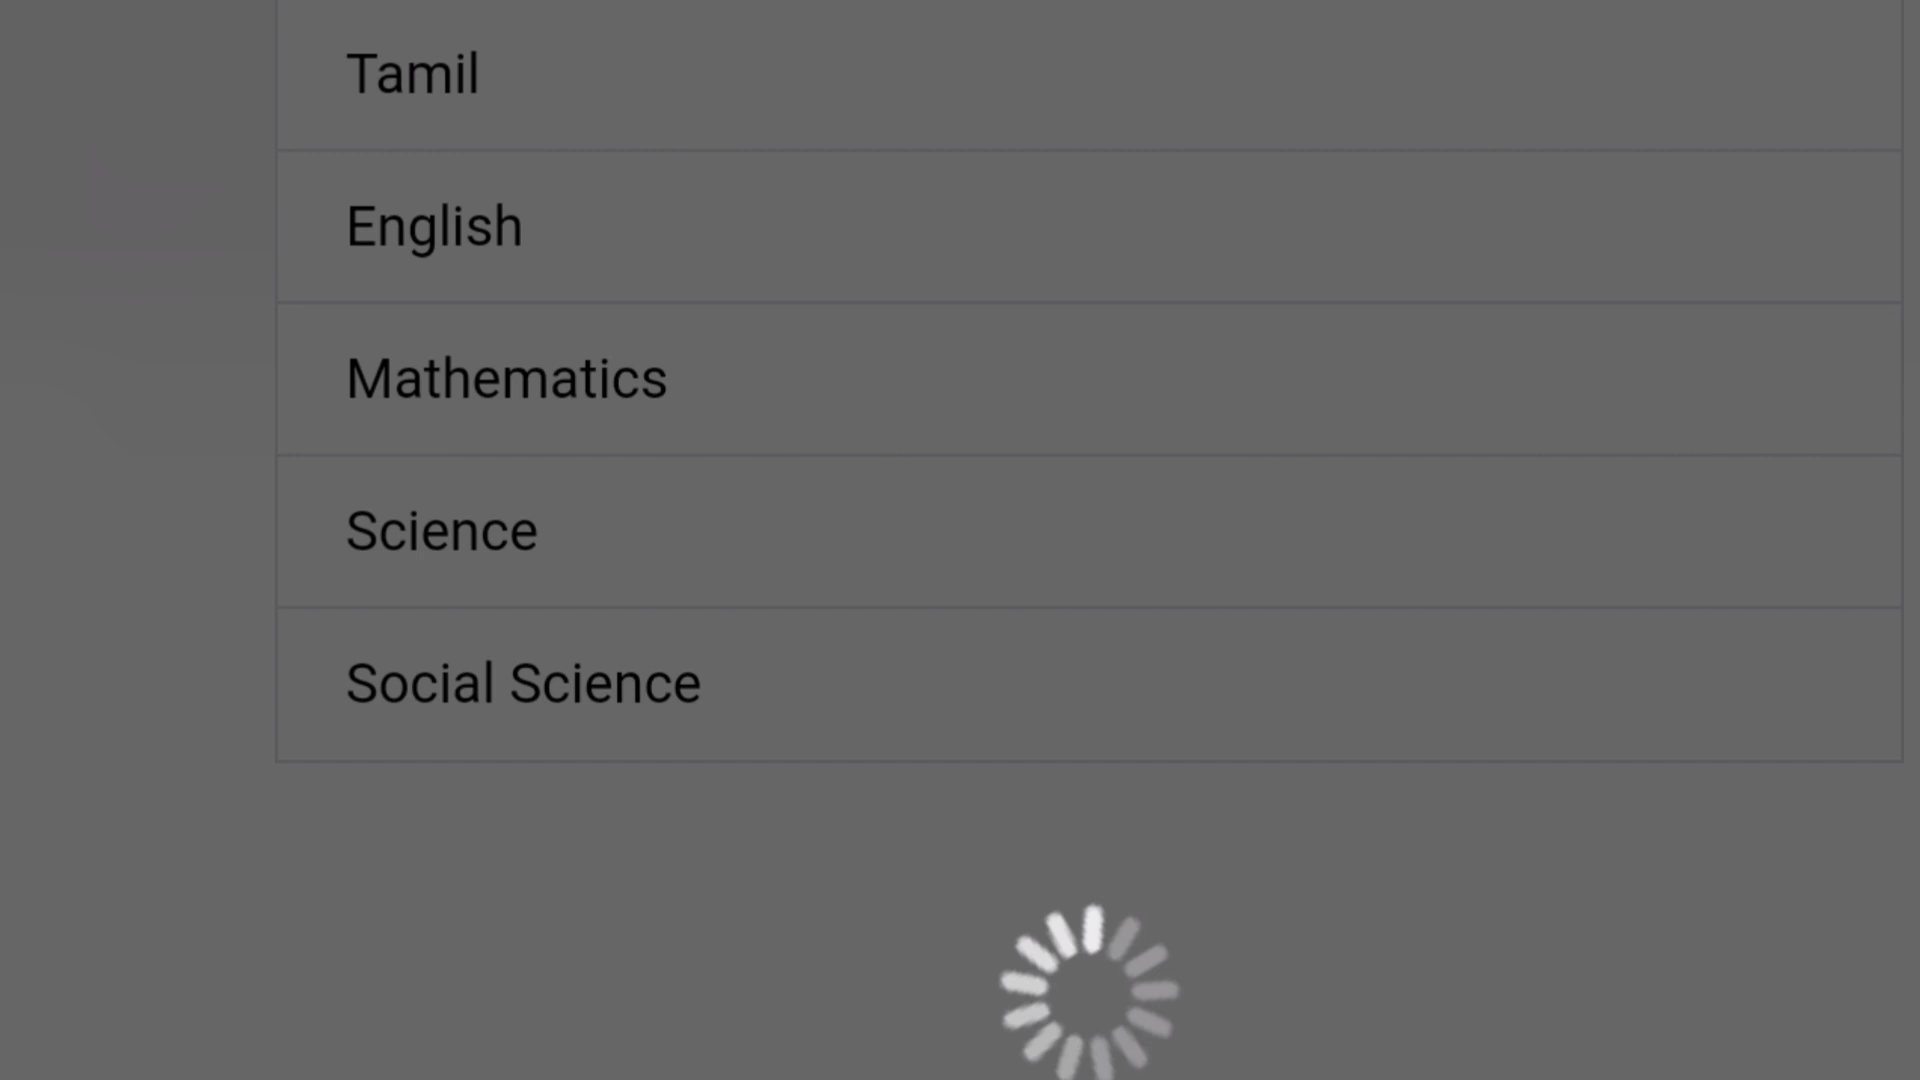 Tamil
English
Mathematics
Science
Social Science